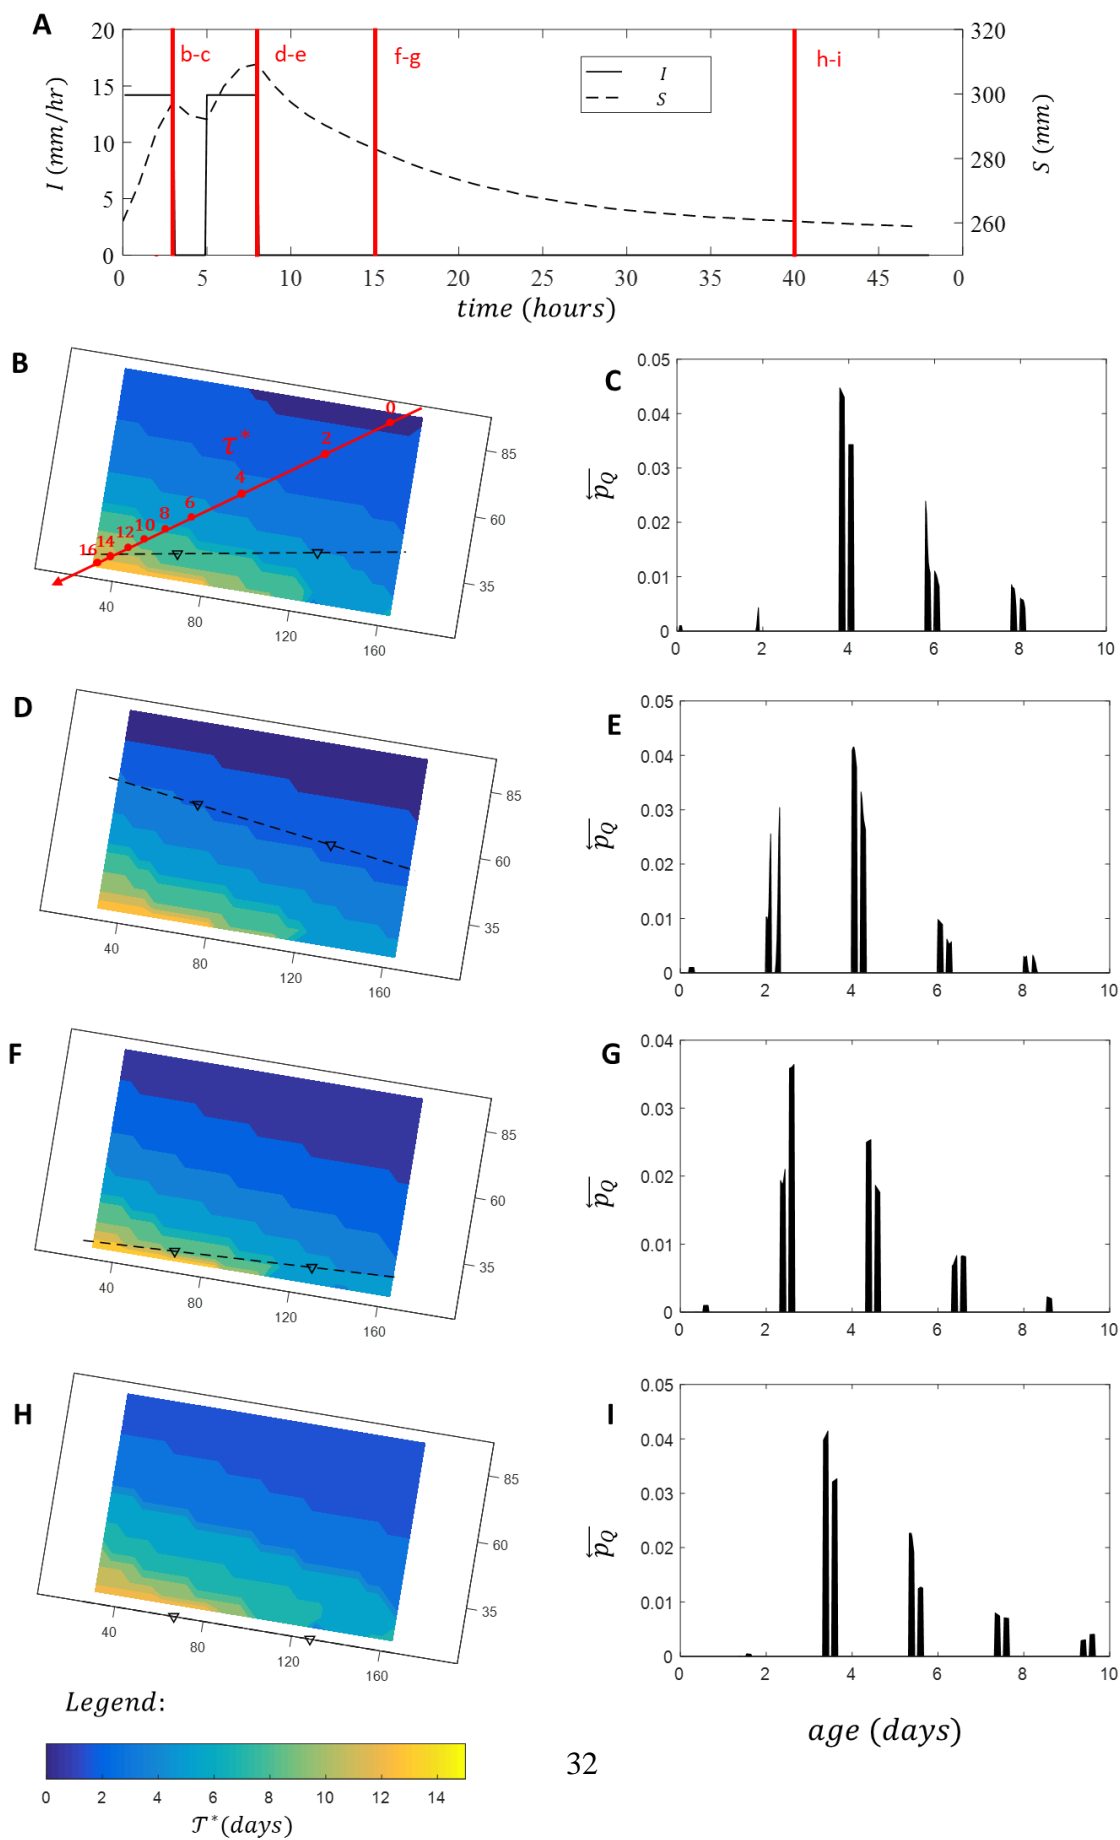 A
20
15
10
5
0
I (mm/hr)
b-c
d-e
f-g
h-i
I
S
320
300
280
260
S (mm)
0 5 10 15 20 25 30 35 40 45 0
time (hours)
B
τ*
0
2
4
6
8
10
12
14
16
85
60
35
40
80
120
160
C
0.05
0.04
0.03
0.02
0.01
0
p_Q
0 2 4 6 8 10
D
85
60
35
40
80
120
160
E
0.05
0.04
0.03
0.02
0.01
0
p_Q
0 2 4 6 8 10
F
85
60
35
40
80
120
160
G
0.04
0.03
0.02
0.01
0
p_Q
0 2 4 6 8 10
H
85
60
35
40
80
120
160
I
0.05
0.04
0.03
0.02
0.01
0
p_Q
0 2 4 6 8 10
age (days)
Legend:
0 2 4 6 8 10 12 14
T*(days)
32